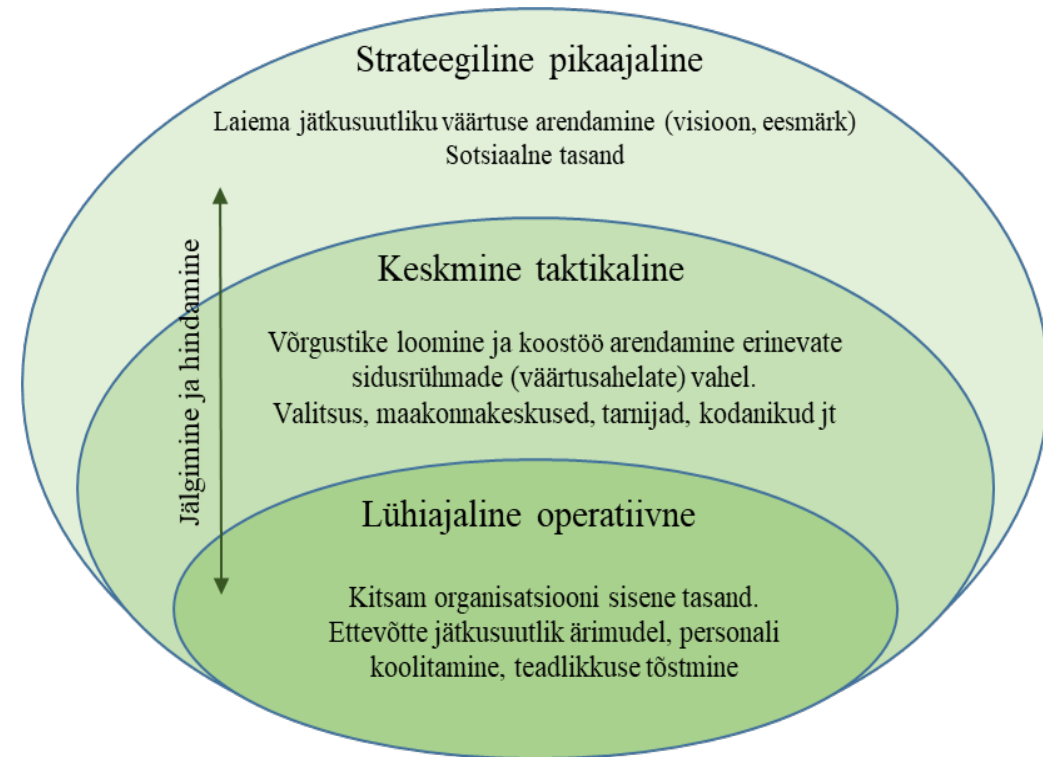 Strateegiline pikaajaline
Laiema jätkusuutliku väärtuse arendamine (visioon, eesmärk)
Sotsiaalne tasand
Jälgimine ja hindamine
Keskmine taktikaline
Võrgustike loomine ja koostöö arendamine erinevate
sidusrühmade (väärtusahelate) vahel.
Valitsus, maakonnakeskused, tarnijad, kodanikud jt
Lühiajaline operatiivne
Kitsam organisatsiooni sisene tasand.
Ettevõtte jätkusuutlik ärimudel, personali
koolitamine, teadlikkuse tõstmine